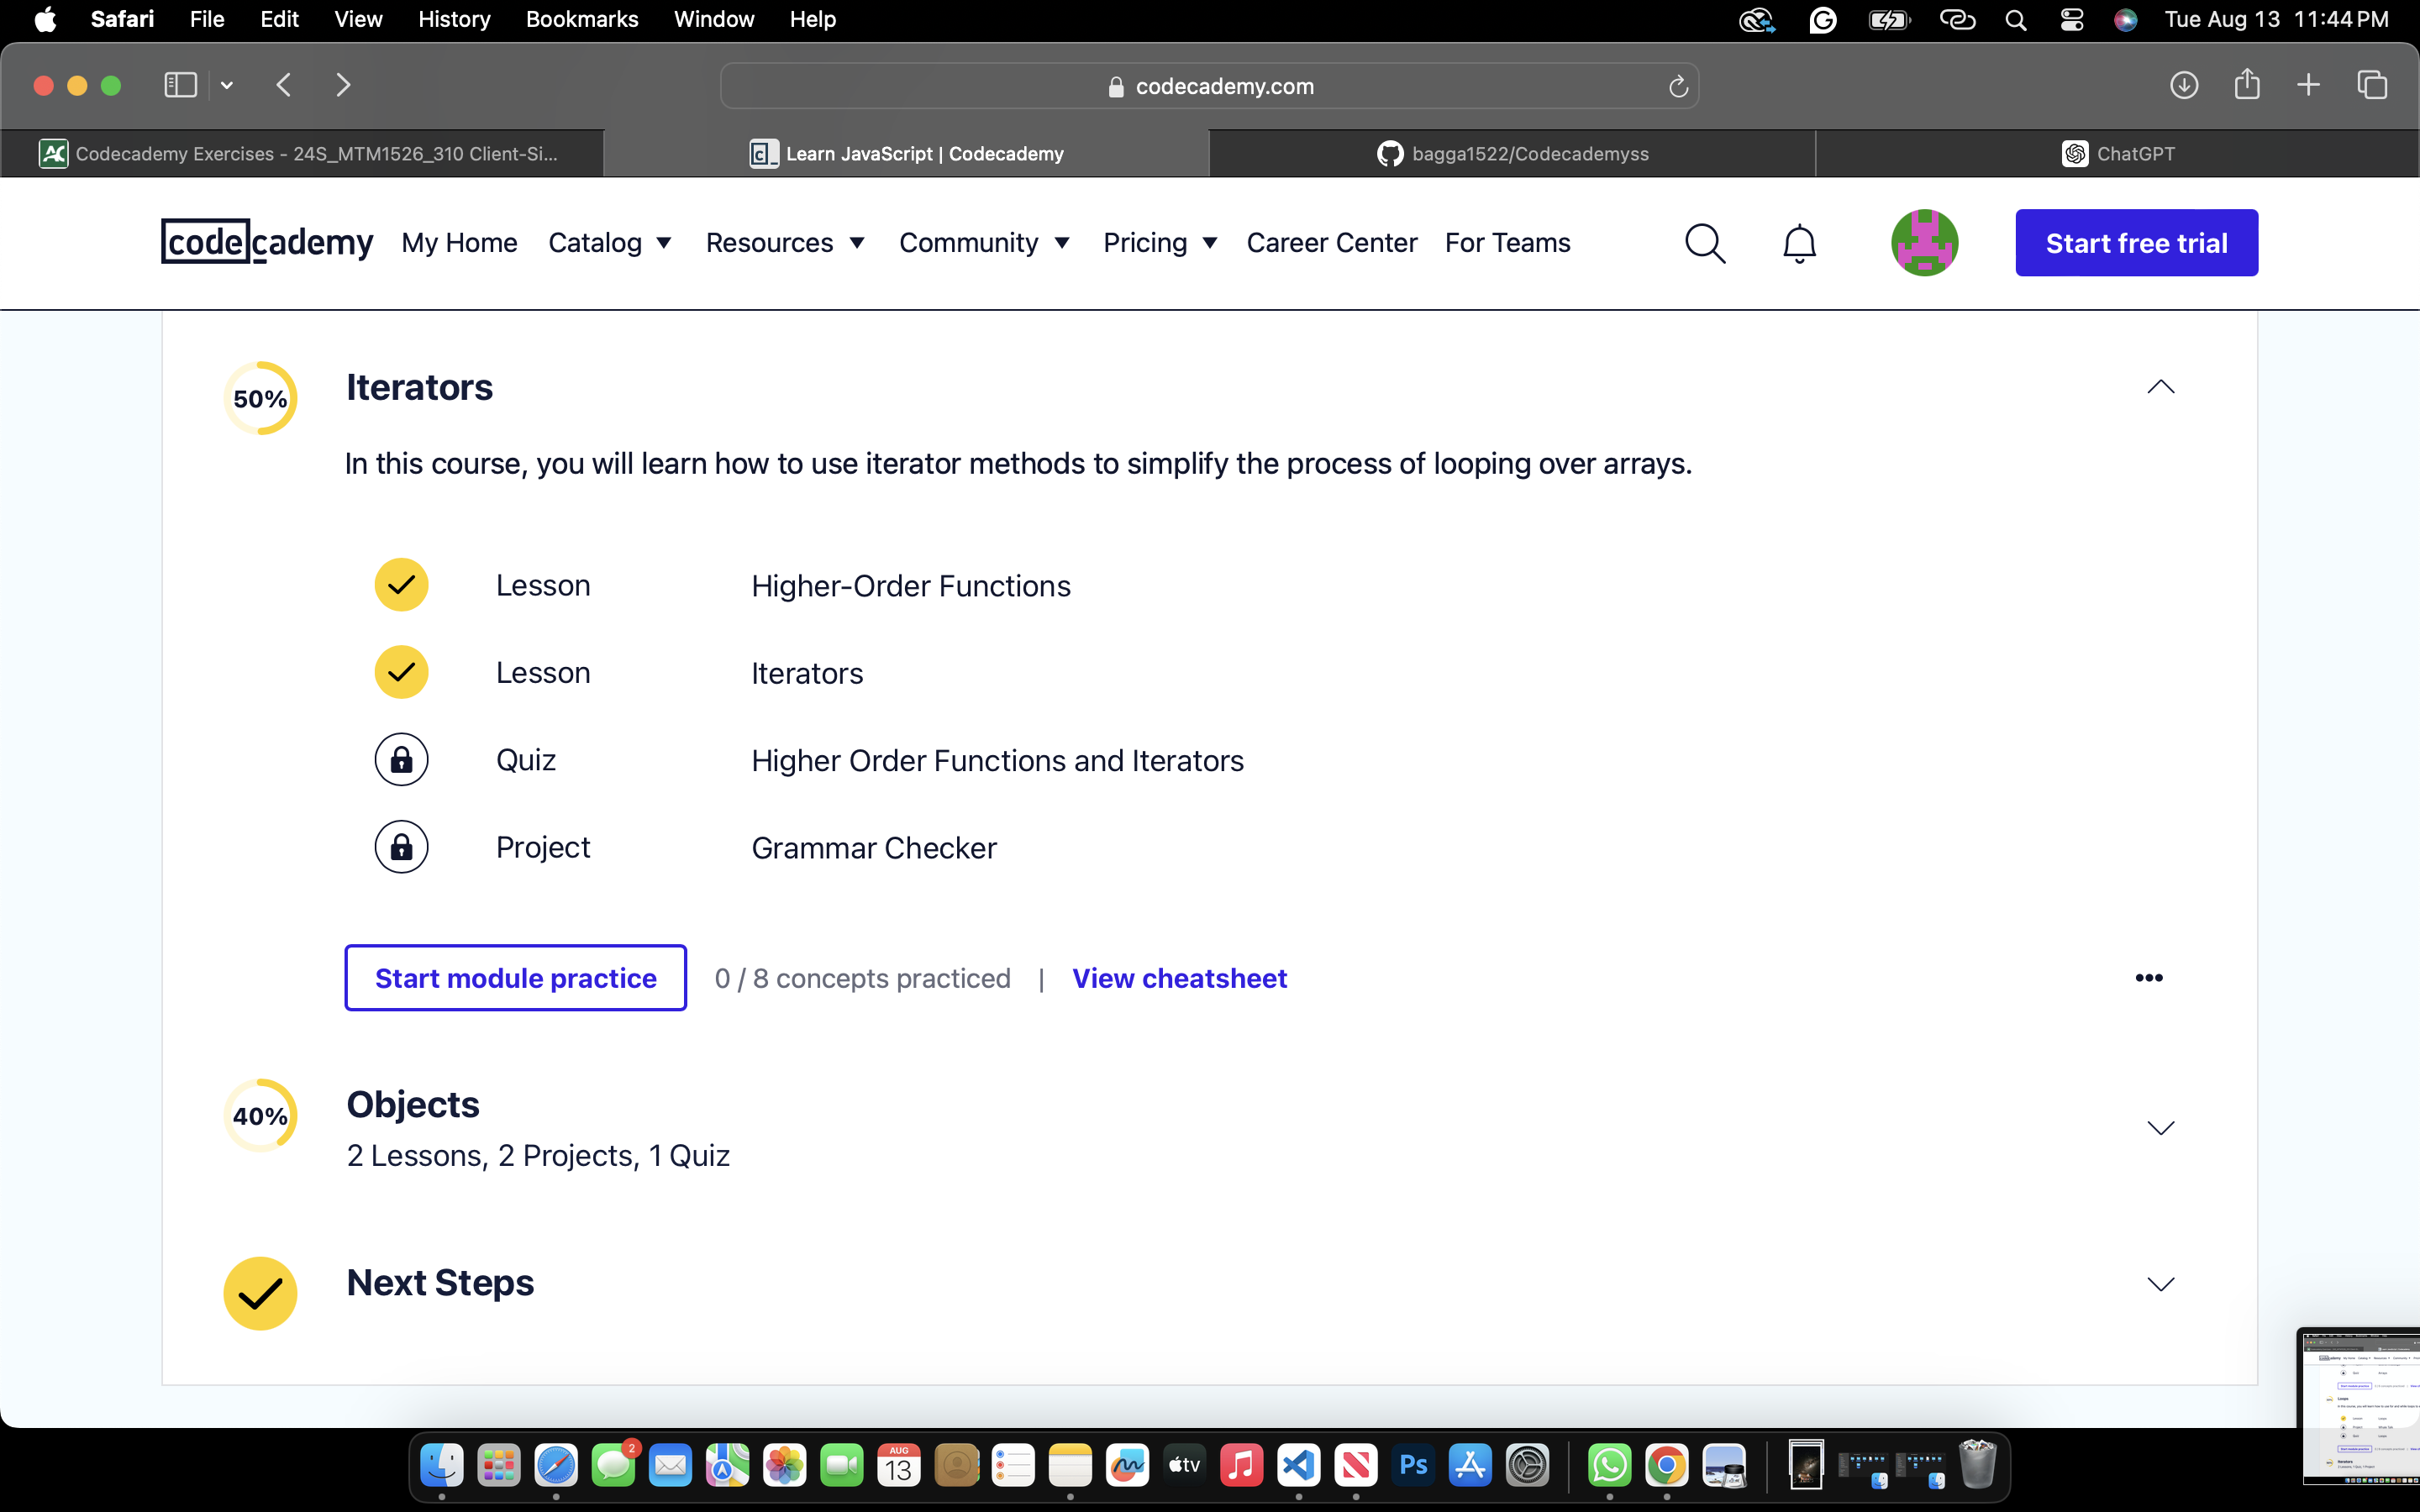 Safari File Edit View History Bookmarks Window Help Tue Aug 13 11:44 PM
codecademy.com
Codecademy Exercises - 24S_MTM1526_310 Client-Si... Learn JavaScript | Codecademy bagga1522/Codecademyss ChatGPT
codecademy My Home Catalog Resources Community Pricing Career Center For Teams Start free trial
50% Iterators
In this course, you will learn how to use iterator methods to simplify the process of looping over arrays.
Lesson Higher-Order Functions
Lesson Iterators
Quiz Higher Order Functions and Iterators
Project Grammar Checker
Start module practice 0 / 8 concepts practiced | View cheatsheet
40% Objects
2 Lessons, 2 Projects, 1 Quiz
Next Steps
2 AUG 13 tv Ps